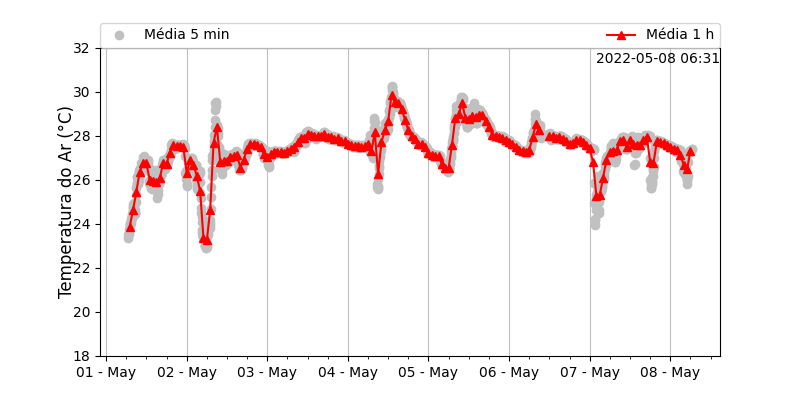 Média 5 min
Média 1 h
2022-05-08 06:31
Temperatura do Ar (°C)
32
30
28
26
24
22
20
18
01 - May
02 - May
03 - May
04 - May
05 - May
06 - May
07 - May
08 - May